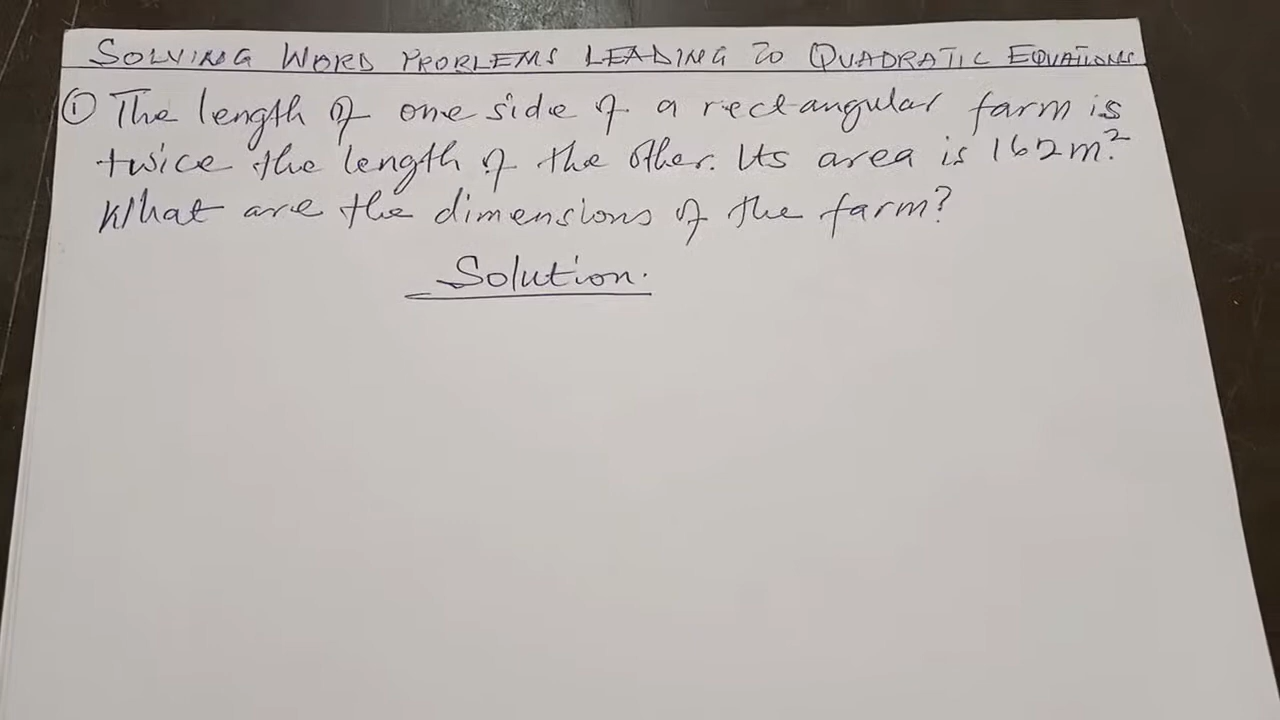 SOLVING WORD PROBLEMS LEADING TO QUADRATIC EQUATIONS
① The length of one side of a rectangular farm is
twice the length of the other. Its area is 162m².
What are the dimensions of the farm?
Solution.